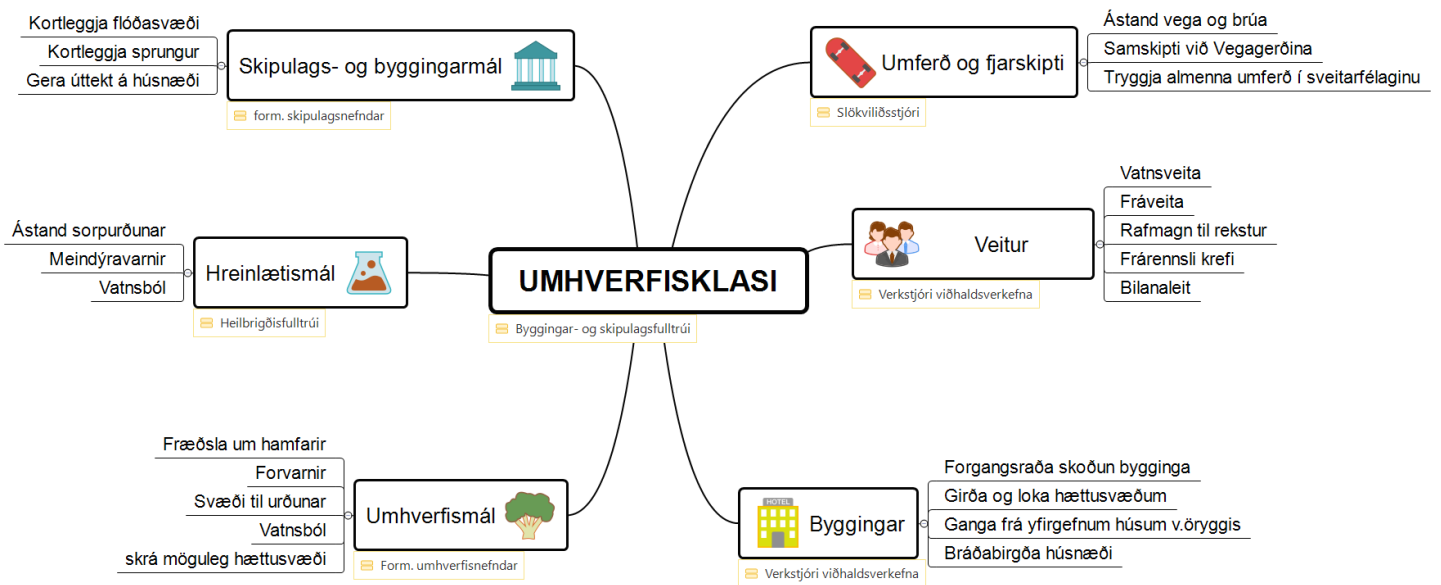 Kortleggja flóðasvæði
Kortleggja sprungur
Gera úttekt á húsnæði
Skipulags- og byggingarmál
form. skipulagsnefndar
Umferð og fjarskipti
Slökviliðsstjóri
Ástand vega og brúa
Samskipti við Vegagerðina
Tryggja almenna umferð í sveitarfélaginu
Ástand sorpurðunar
Meindýravarnir
Vatnsból
Hreinlætismál
Heilbrigðisfulltrúi
UMHVERFISKLASI
Byggingar- og skipulagsfulltrúi
Veitur
Verkstjóri viðhaldsverkefna
Vatnsveita
Fráveita
Rafmagn til rekstur
Frárennsli krefi
Bilanaleit
Fræðsla um hamfarir
Forvarnir
Svæði til urðunar
Vatnsból
skrá möguleg hættusvæði
Umhverfismál
Form. umhverfisnefndar
HOTEL
Byggingar
Verkstjóri viðhaldsverkefna
Forgangsraða skoðun bygginga
Girða og loka hættusvæðum
Ganga frá yfirgefnum húsum v.öryggis
Bráðabirgða húsnæði